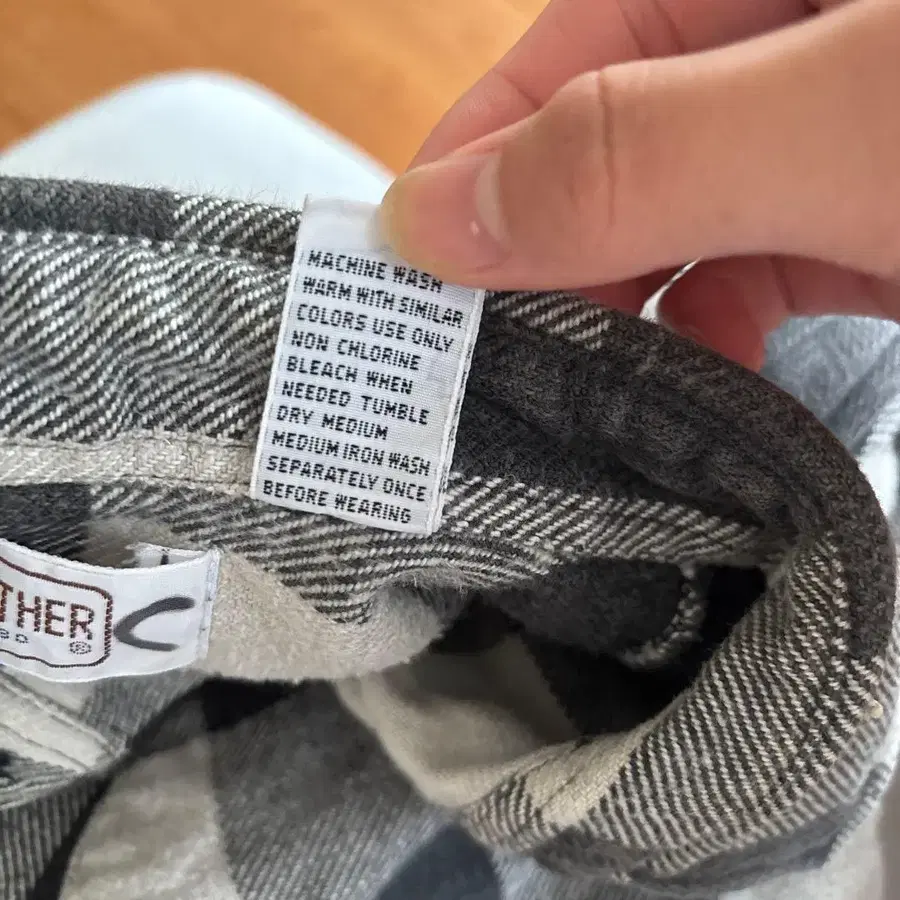 MACHINE WASH
WARM WITH SIMILAR
COLORS USE ONLY
NON CHLORINE
BLEACH WHEN
NEEDED TUMBLE
DRY MEDIUM
MEDIUM IRON WASH
SEPARATELY ONCE
BEFORE WEARING
THER
®
C